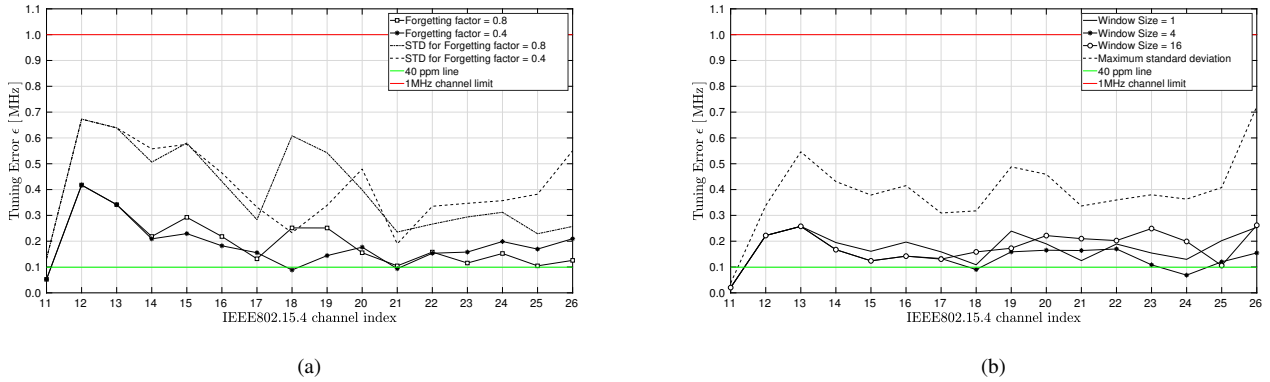 Tuning Error ϵ [MHz]
1.1
1.0
0.9
0.8
0.7
0.6
0.5
0.4
0.3
0.2
0.1
0.0
Forgetting factor = 0.8
Forgetting factor = 0.4
STD for Forgetting factor = 0.8
STD for Forgetting factor = 0.4
40 ppm line
1MHz channel limit
11 12 13 14 15 16 17 18 19 20 21 22 23 24 25 26
IEEE802.15.4 channel index
(a)
Tuning Error ϵ [MHz]
1.1
1.0
0.9
0.8
0.7
0.6
0.5
0.4
0.3
0.2
0.1
0.0
Window Size = 1
Window Size = 4
Window Size = 16
Maximum standard deviation
40 ppm line
1MHz channel limit
11 12 13 14 15 16 17 18 19 20 21 22 23 24 25 26
IEEE802.15.4 channel index
(b)